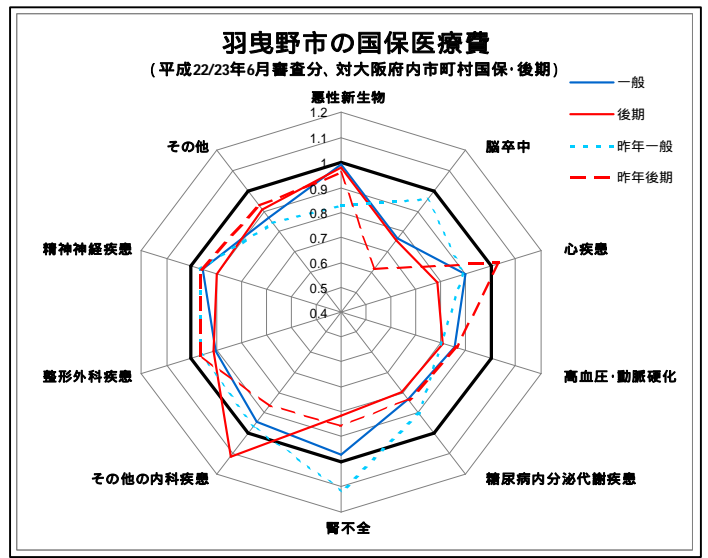 羽曳野市の国保医療費
(平成22/23年6月審査分、対大阪府内市町村国保・後期)
悪性新生物
一般
後期
昨年一般
昨年後期
1.2
1.1
1
0.9
0.8
0.7
0.6
0.5
0.4
その他
脳卒中
精神神経疾患
心疾患
整形外科疾患
高血圧・動脈硬化
その他の内科疾患
糖尿病内分泌代謝疾患
腎不全